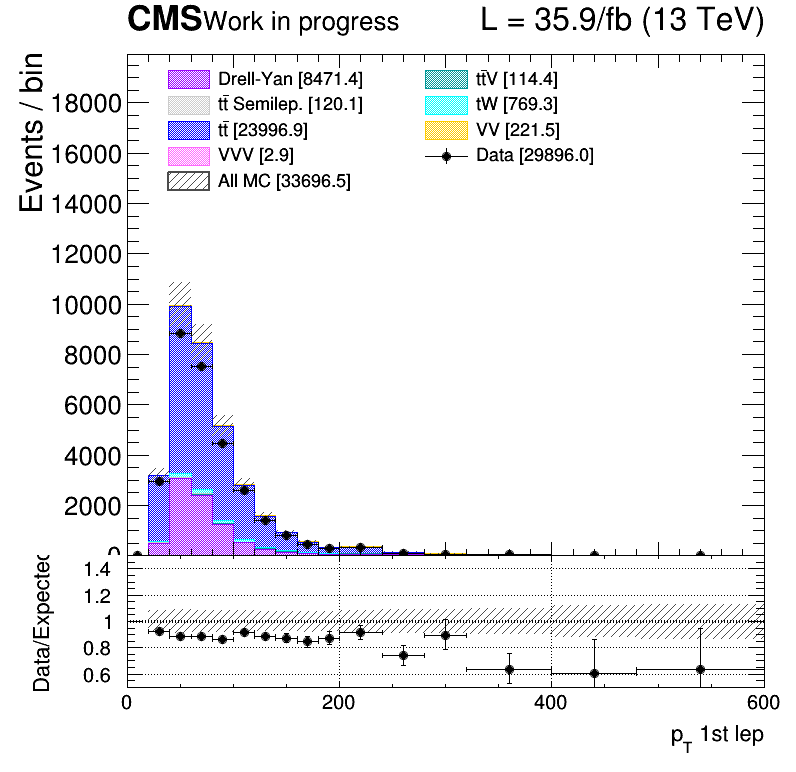 CMS Work in progress L = 35.9/fb (13 TeV)
Events / bin
18000
16000
14000
12000
10000
8000
6000
4000
2000
0
Drell-Yan [8471.4]
tt̄ Semilep. [120.1]
tt̄ [23996.9]
VVV [2.9]
All MC [33696.5]
tt̄V [114.4]
tW [769.3]
VV [221.5]
Data [29896.0]
Data/Expected
1.4
1.2
1
0.8
0.6
0 200 400 600
p_T 1st lep